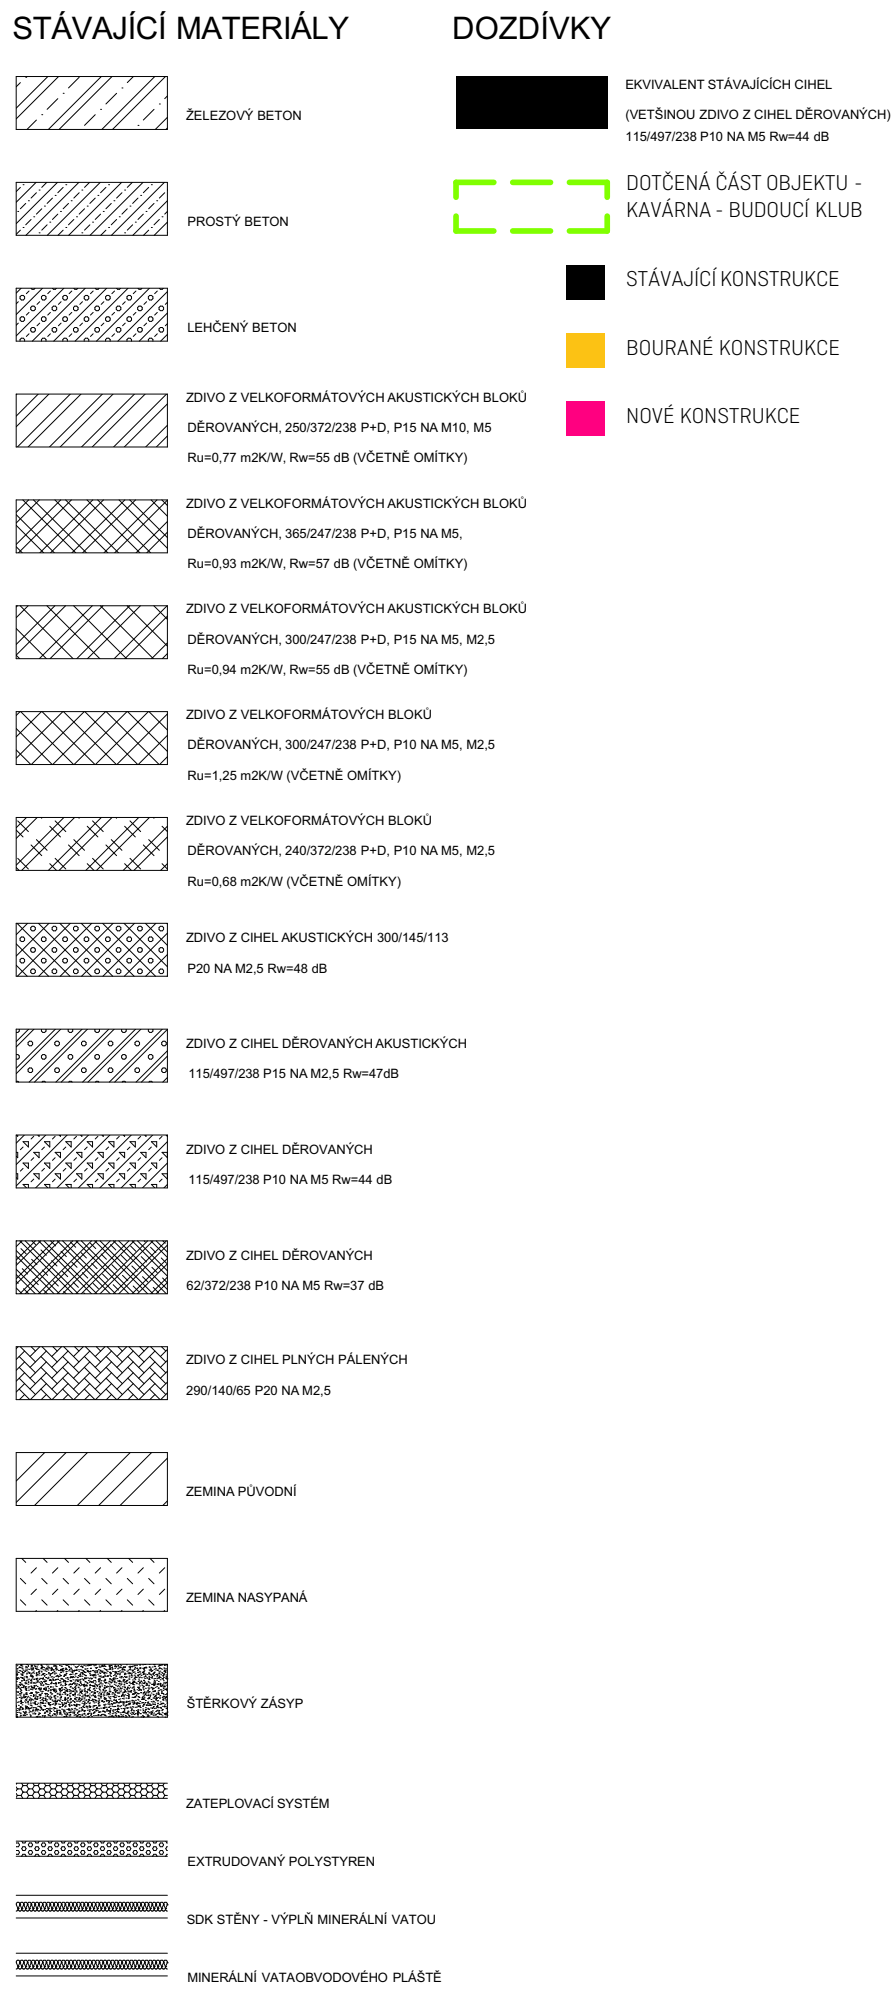 STÁVAJÍCÍ MATERIÁLY
ŽELEZOVÝ BETON
PROSTÝ BETON
LEHČENÝ BETON
ZDIVO Z VELKOFORMÁTOVÝCH AKUSTICKÝCH BLOKŮ
DĚROVANÝCH, 250/372/238 P+D, P15 NA M10, M5
Ru=0,77 m2K/W, Rw=55 dB (VČETNĚ OMÍTKY)
ZDIVO Z VELKOFORMÁTOVÝCH AKUSTICKÝCH BLOKŮ
DĚROVANÝCH, 365/247/238 P+D, P15 NA M5,
Ru=0,93 m2K/W, Rw=57 dB (VČETNĚ OMÍTKY)
ZDIVO Z VELKOFORMÁTOVÝCH AKUSTICKÝCH BLOKŮ
DĚROVANÝCH, 300/247/238 P+D, P15 NA M5, M2,5
Ru=0,94 m2K/W, Rw=55 dB (VČETNĚ OMÍTKY)
ZDIVO Z VELKOFORMÁTOVÝCH BLOKŮ
DĚROVANÝCH, 300/247/238 P+D, P10 NA M5, M2,5
Ru=1,25 m2K/W (VČETNĚ OMÍTKY)
ZDIVO Z VELKOFORMÁTOVÝCH BLOKŮ
DĚROVANÝCH, 240/372/238 P+D, P10 NA M5, M2,5
Ru=0,68 m2K/W (VČETNĚ OMÍTKY)
ZDIVO Z CIHEL AKUSTICKÝCH 300/145/113
P20 NA M2,5 Rw=48 dB
ZDIVO Z CIHEL DĚROVANÝCH AKUSTICKÝCH
115/497/238 P15 NA M2,5 Rw=47dB
ZDIVO Z CIHEL DĚROVANÝCH
115/497/238 P10 NA M5 Rw=44 dB
ZDIVO Z CIHEL DĚROVANÝCH
62/372/238 P10 NA M5 Rw=37 dB
ZDIVO Z CIHEL PLNÝCH PÁLENÝCH
290/140/65 P20 NA M2,5
ZEMINA PŮVODNÍ
ZEMINA NASYPANÁ
ŠTĚRKOVÝ ZÁSYP
ZATEPLOVACÍ SYSTÉM
EXTRUDOVANÝ POLYSTYREN
SDK STĚNY - VÝPLŇ MINERÁLNÍ VATOU
MINERÁLNÍ VATAOBVODOVÉHO PLÁŠTĚ
DOZDÍVKY
EKVIVALENT STÁVAJÍCÍCH CIHEL
(VETŠINOU ZDIVO Z CIHEL DĚROVANÝCH)
115/497/238 P10 NA M5 Rw=44 dB
DOTČENÁ ČÁST OBJEKTU -
KAVÁRNA - BUDOUCÍ KLUB
STÁVAJÍCÍ KONSTRUKCE
BOURANÉ KONSTRUKCE
NOVÉ KONSTRUKCE